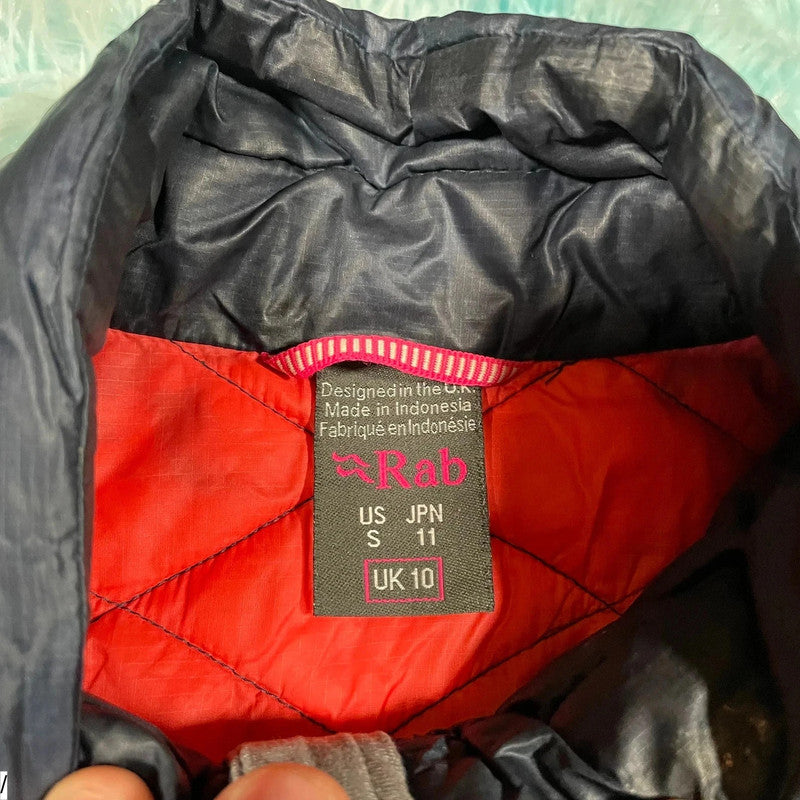 Designed in the U.K.
Made in Indonesia
Fabriqué en Indonésie
Rab
US JPN
S 11
UK 10
/